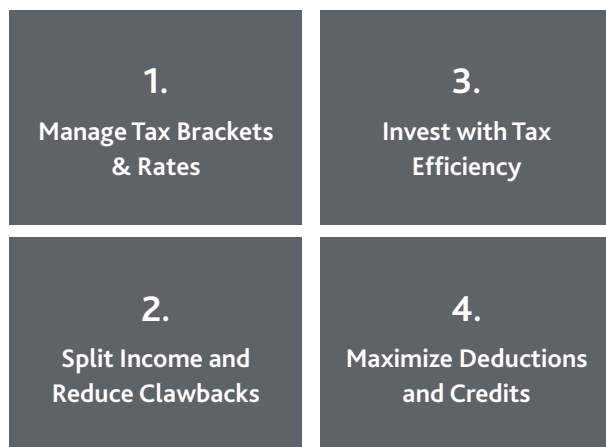 1.
Manage Tax Brackets
& Rates
2.
Split Income and
Reduce Clawbacks
3.
Invest with Tax
Efficiency
4.
Maximize Deductions
and Credits